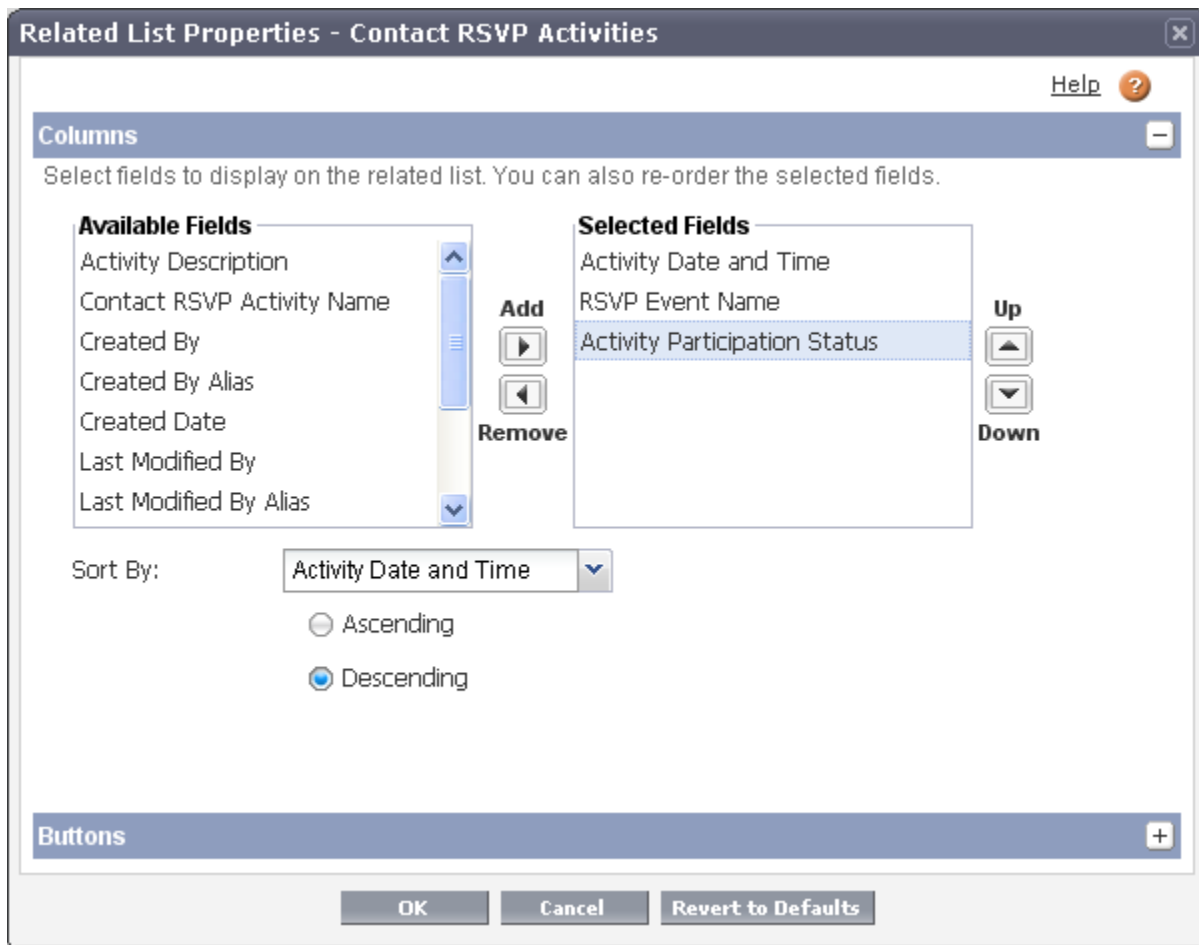 Related List Properties - Contact RSVP Activities
Help ?
Columns
Select fields to display on the related list. You can also re-order the selected fields.
Available Fields
Activity Description
Contact RSVP Activity Name
Created By
Created By Alias
Created Date
Last Modified By
Last Modified By Alias
Add
Remove
Selected Fields
Activity Date and Time
RSVP Event Name
Activity Participation Status
Up
Down
Sort By: Activity Date and Time
Ascending
Descending
Buttons
OK Cancel Revert to Defaults